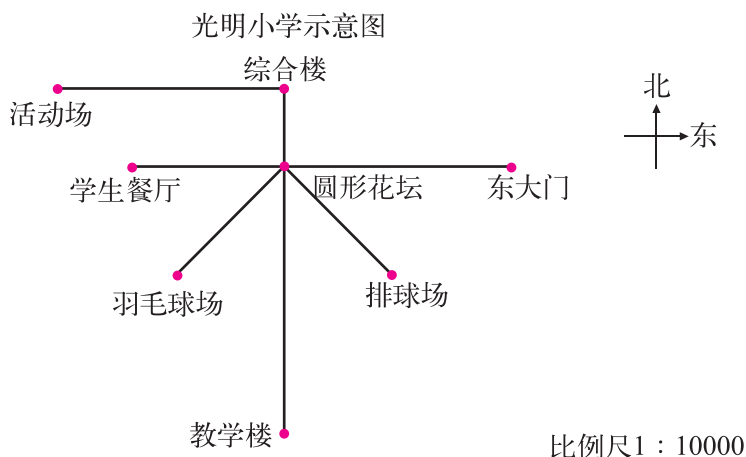 光明小学示意图
综合楼
北
活动场
东
学生餐厅
圆形花坛
东大门
羽毛球场
排球场
教学楼
比例尺1：10000